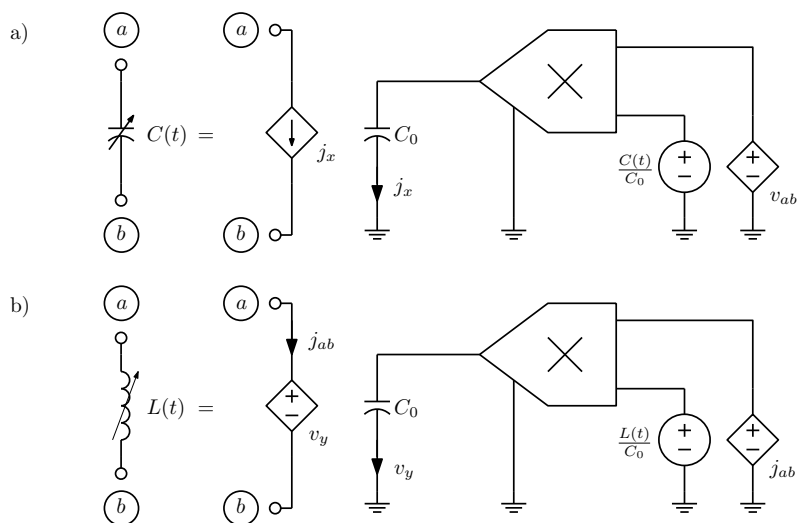 a)
a
a
C(t) =
j_x
C_0
j_x
×
C(t)/C_0
+
−
+
−
v_ab
b
b
b)
a
a
j_ab
L(t) =
+
−
v_y
C_0
v_y
×
L(t)/C_0
+
−
+
−
j_ab
b
b